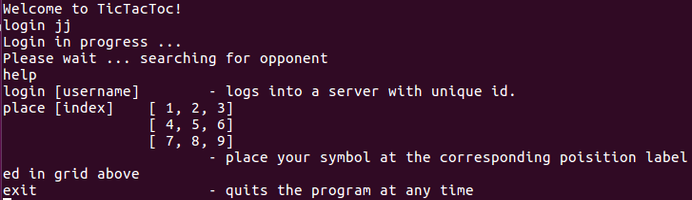 Welcome to TicTacToc!
login jj
Login in progress ...
Please wait ... searching for opponent
help
login [username]        - logs into a server with unique id.
place [index]    [ 1, 2, 3]
                 [ 4, 5, 6]
                 [ 7, 8, 9]
                        - place your symbol at the corresponding poisition label
ed in grid above
exit                    - quits the program at any time